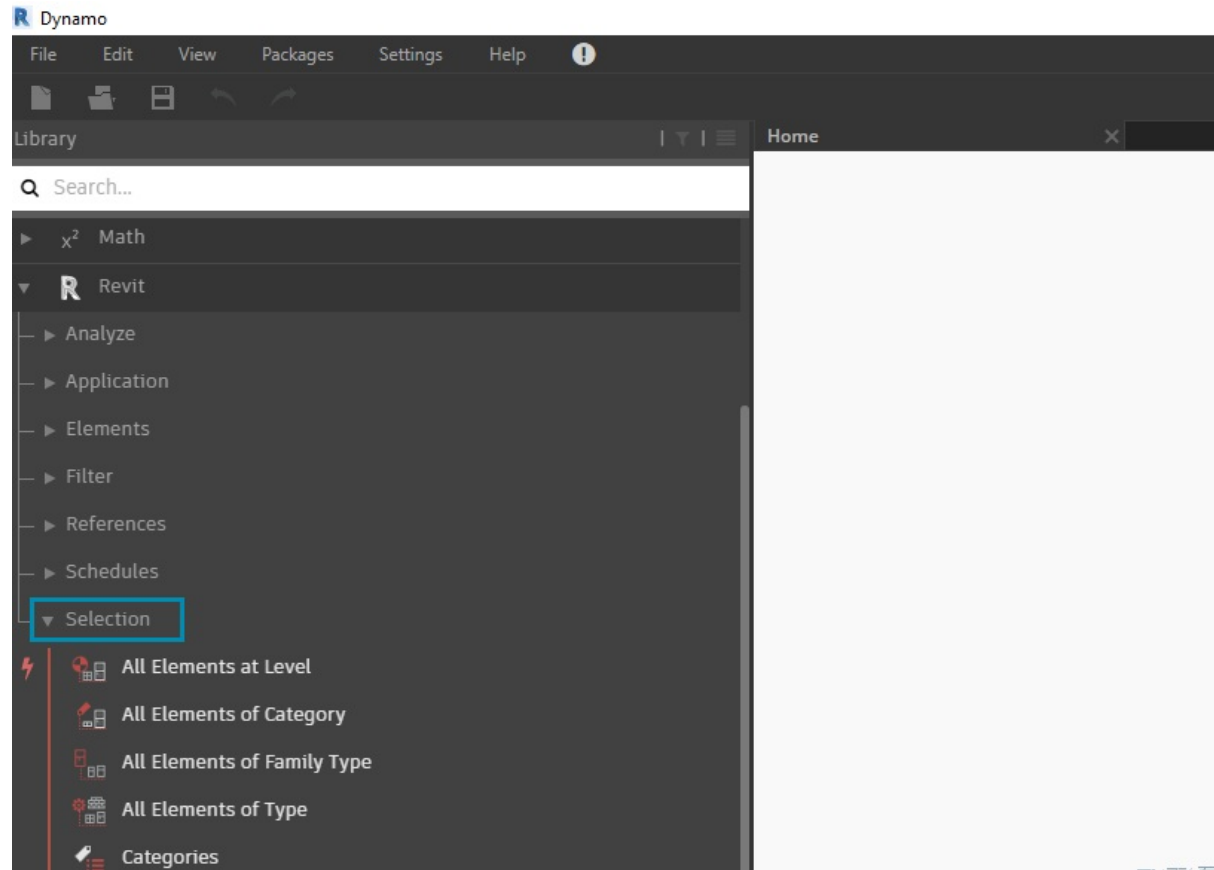 Dynamo
File Edit View Packages Settings Help
Library
Home
Search...
x² Math
R Revit
Analyze
Application
Elements
Filter
References
Schedules
Selection
All Elements at Level
All Elements of Category
All Elements of Family Type
All Elements of Type
Categories